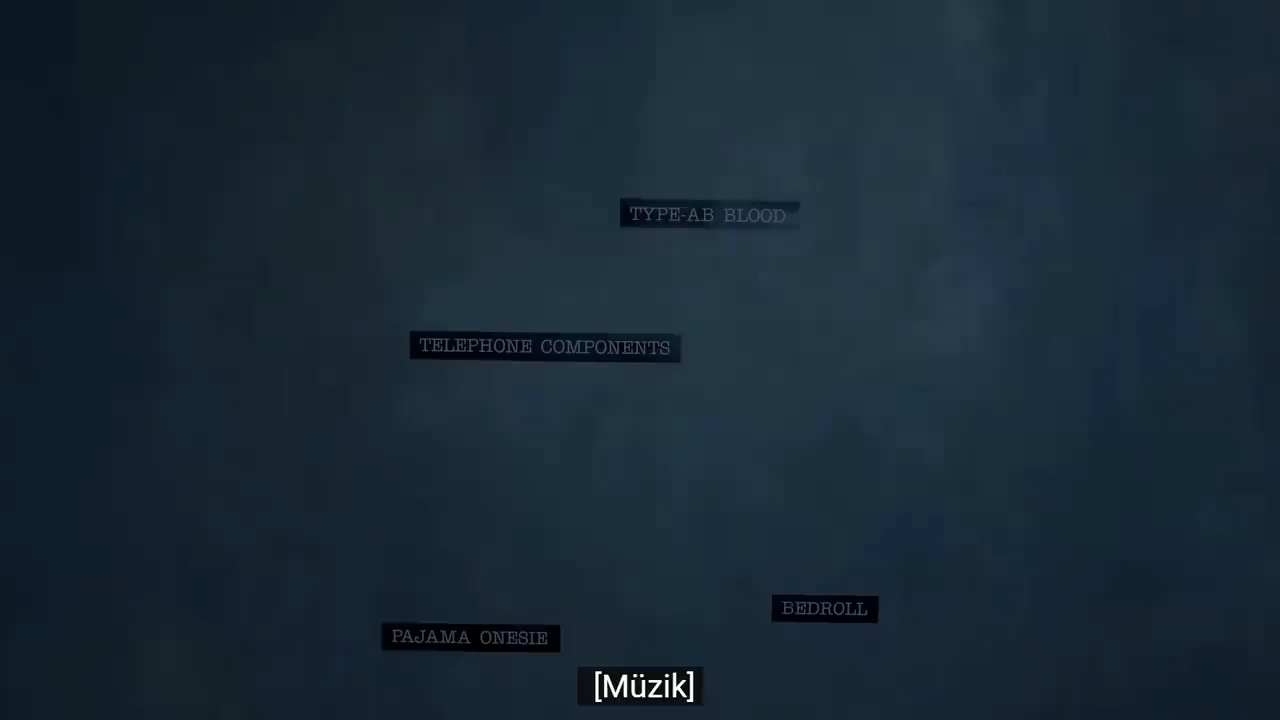 TYPE-AB BLOOD
TELEPHONE COMPONENTS
BEDROLL
PAJAMA ONESIE
[Müzik]